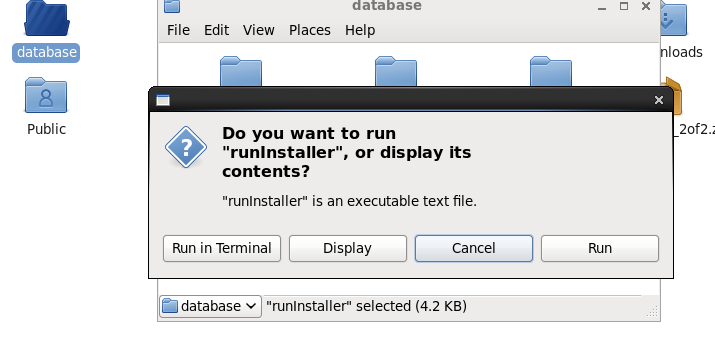 database
database
File Edit View Places Help
nloads
Public
_2of2.z
Do you want to run
"runInstaller", or display its
contents?
"runInstaller" is an executable text file.
Run in Terminal Display Cancel Run
database "runInstaller" selected (4.2 KB)